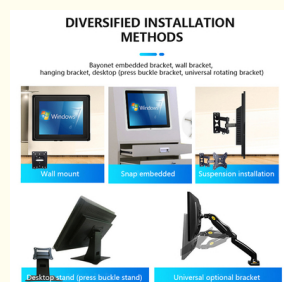 DIVERSIFIED INSTALLATION
METHODS
Bayonet embedded bracket, wall bracket,
hanging bracket, desktop (press buckle bracket, universal rotating bracket)
Windows
Windows
Wall mount
Snap embedded
Suspension installation
Desktop stand (press buckle stand)
Universal optional bracket